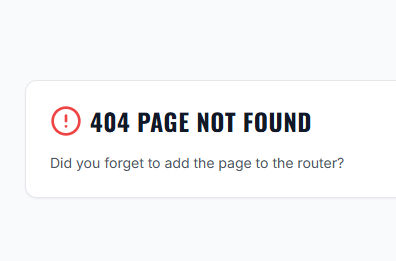 404 PAGE NOT FOUND
Did you forget to add the page to the router?